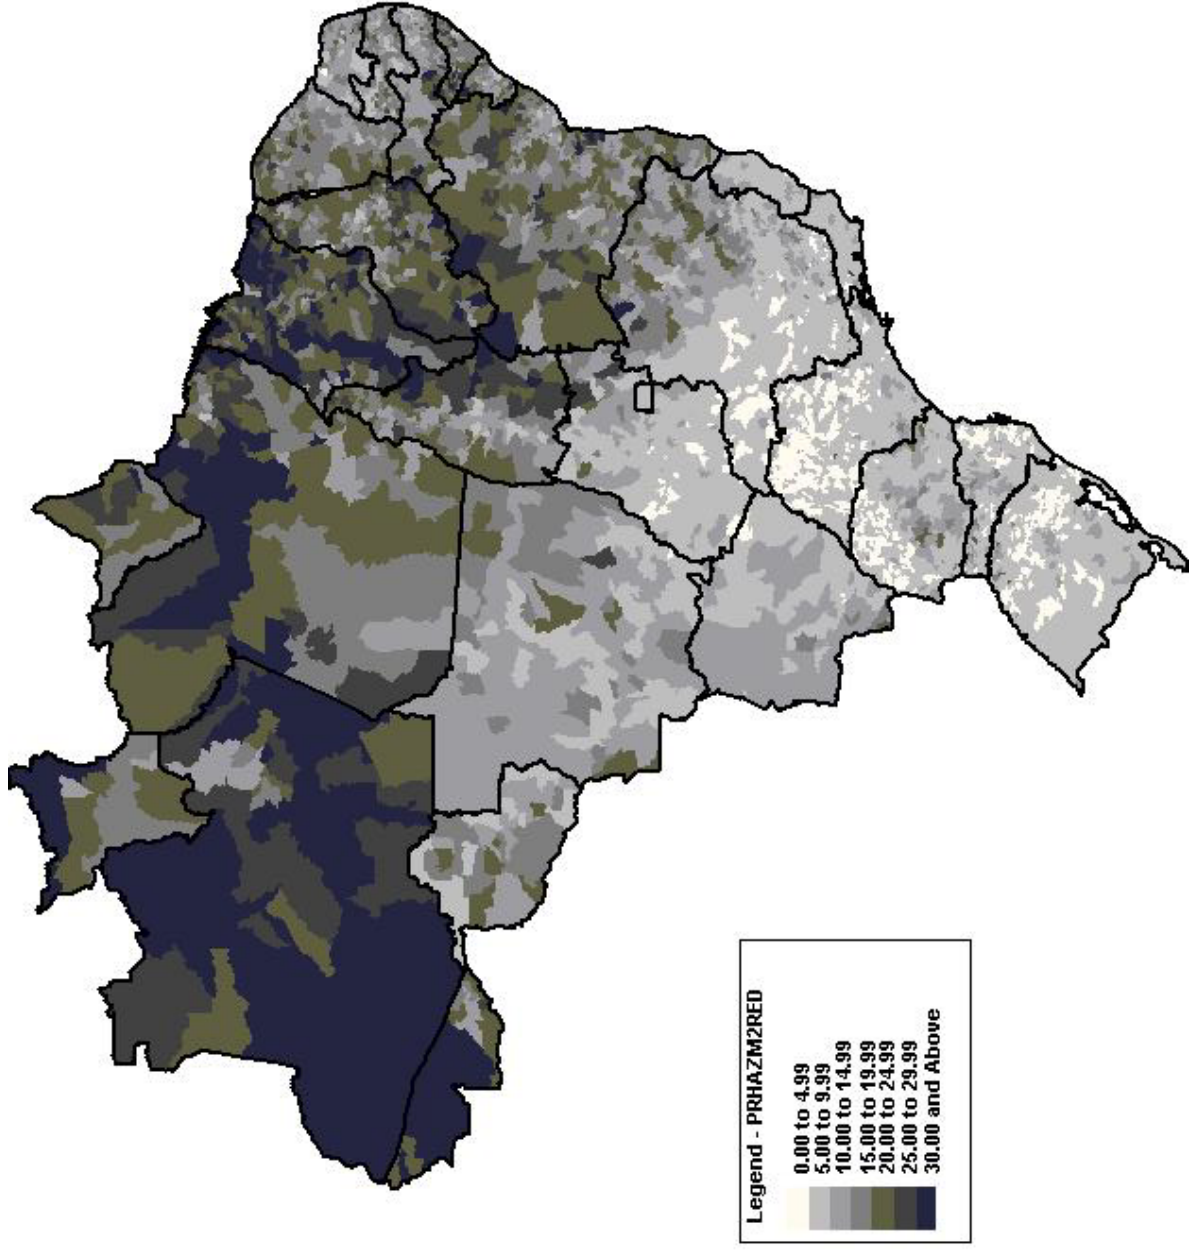 Legend - PRHAZM2RED
0.00 to 4.99
5.00 to 9.99
10.00 to 14.99
15.00 to 19.99
20.00 to 24.99
25.00 to 29.99
30.00 and Above